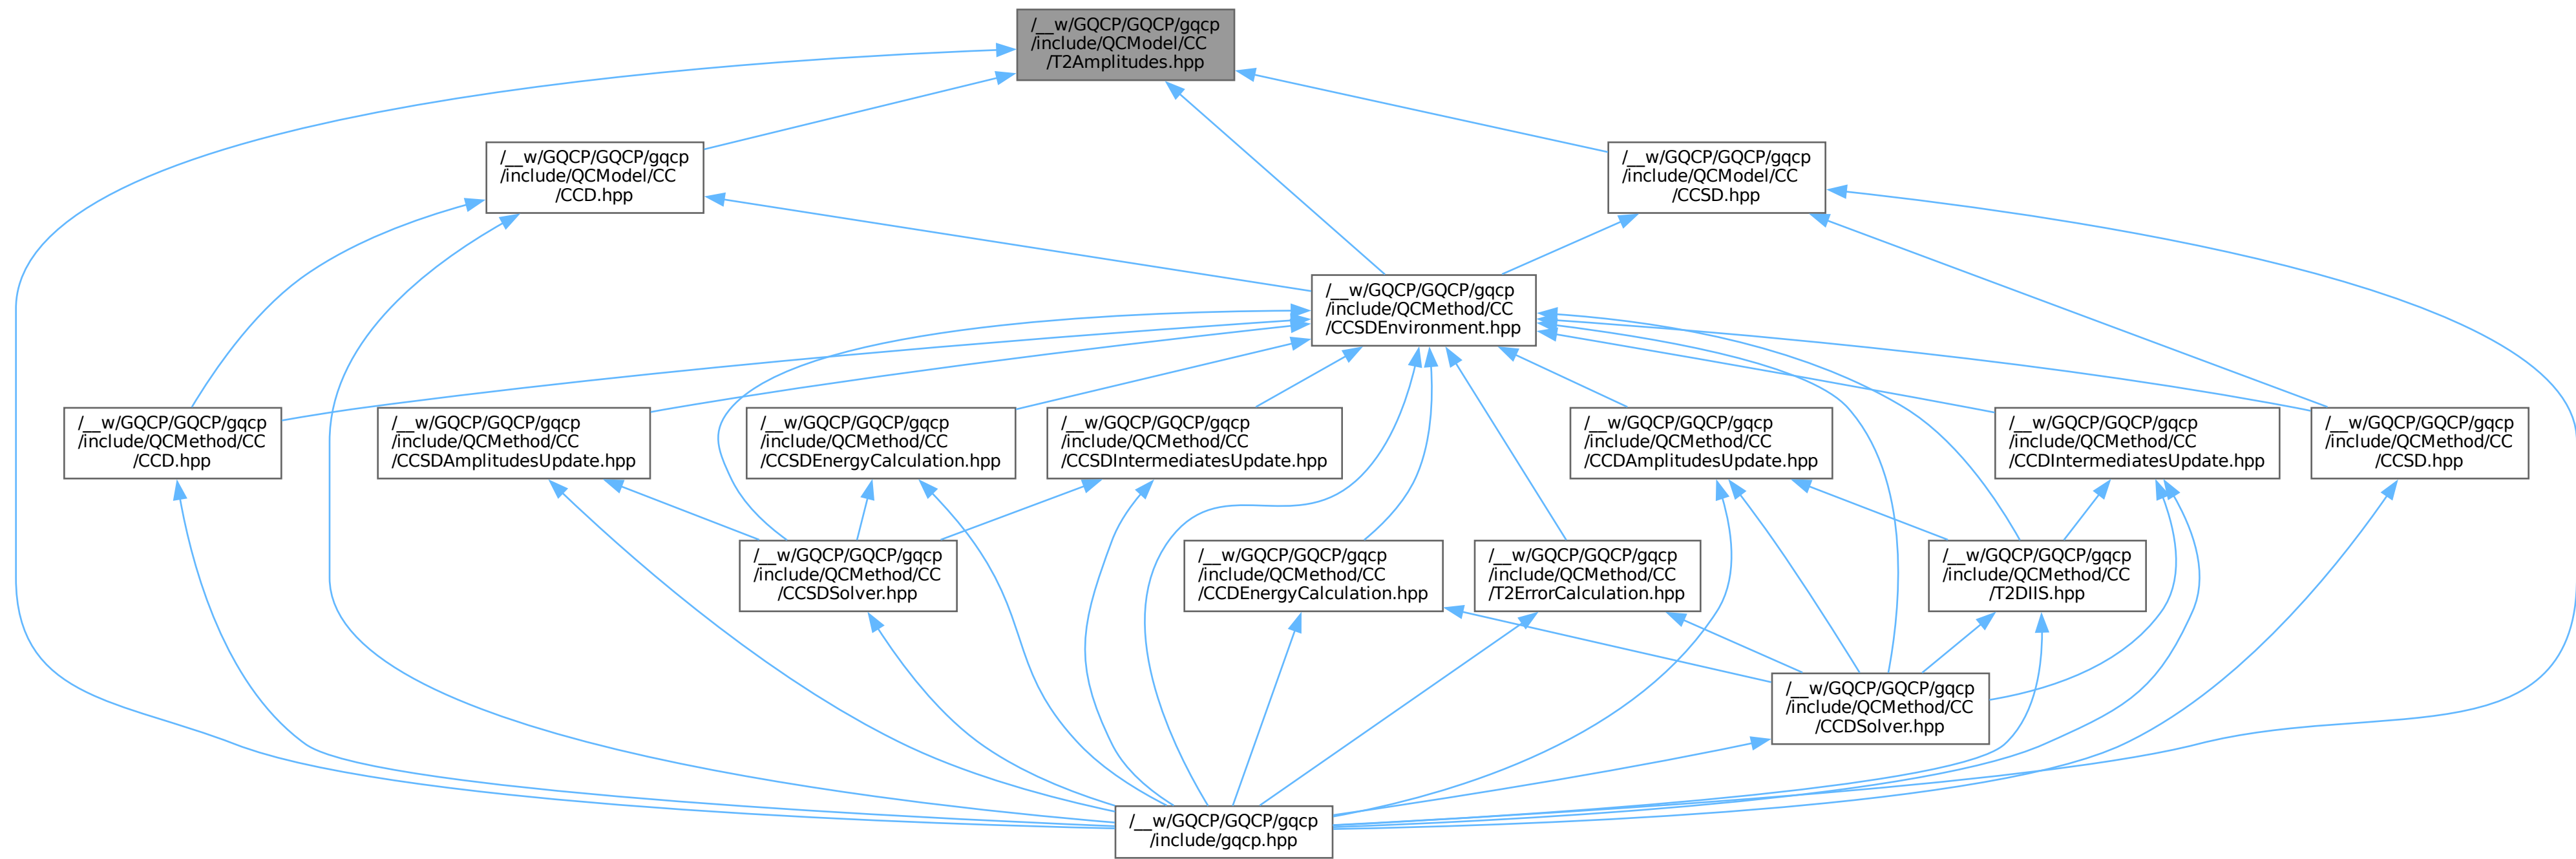 /__w/GQCP/GQCP/gqcp
/include/QCModel/CC
/T2Amplitudes.hpp
/__w/GQCP/GQCP/gqcp
/include/QCModel/CC
/CCD.hpp
/__w/GQCP/GQCP/gqcp
/include/QCModel/CC
/CCSD.hpp
/__w/GQCP/GQCP/gqcp
/include/QCMethod/CC
/CCSDEnvironment.hpp
/__w/GQCP/GQCP/gqcp
/include/QCMethod/CC
/CCD.hpp
/__w/GQCP/GQCP/gqcp
/include/QCMethod/CC
/CCSDAmplitudesUpdate.hpp
/__w/GQCP/GQCP/gqcp
/include/QCMethod/CC
/CCSDEnergyCalculation.hpp
/__w/GQCP/GQCP/gqcp
/include/QCMethod/CC
/CCSDIntermediatesUpdate.hpp
/__w/GQCP/GQCP/gqcp
/include/QCMethod/CC
/CCDAmplitudesUpdate.hpp
/__w/GQCP/GQCP/gqcp
/include/QCMethod/CC
/CCDIntermediatesUpdate.hpp
/__w/GQCP/GQCP/gqcp
/include/QCMethod/CC
/CCSD.hpp
/__w/GQCP/GQCP/gqcp
/include/QCMethod/CC
/CCSDSolver.hpp
/__w/GQCP/GQCP/gqcp
/include/QCMethod/CC
/CCDEnergyCalculation.hpp
/__w/GQCP/GQCP/gqcp
/include/QCMethod/CC
/T2ErrorCalculation.hpp
/__w/GQCP/GQCP/gqcp
/include/QCMethod/CC
/T2DIIS.hpp
/__w/GQCP/GQCP/gqcp
/include/QCMethod/CC
/CCDSolver.hpp
/__w/GQCP/GQCP/gqcp
/include/gqcp.hpp